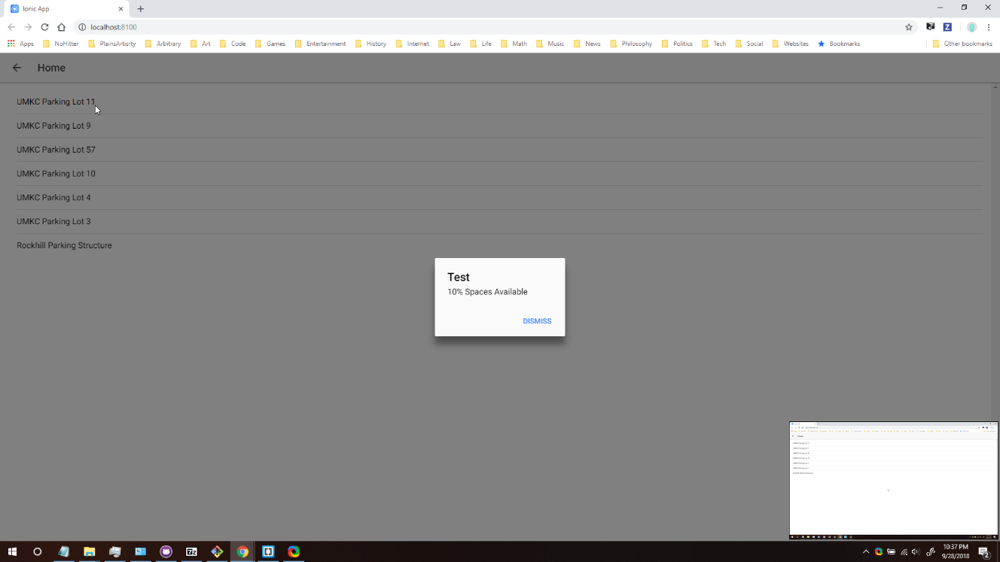 Ionic App
localhost:8100
Apps NoHitter PlainsArtisrty Arbitrary Art Code Games Entertainment History Internet Law Life Math Music News Philosophy Politics Tech Social Websites Bookmarks Other bookmarks
Home
UMKC Parking Lot 11
UMKC Parking Lot 9
UMKC Parking Lot 57
UMKC Parking Lot 10
UMKC Parking Lot 4
UMKC Parking Lot 3
Rockhill Parking Structure
Test
10% Spaces Available
DISMISS
10:37 PM
9/28/2018